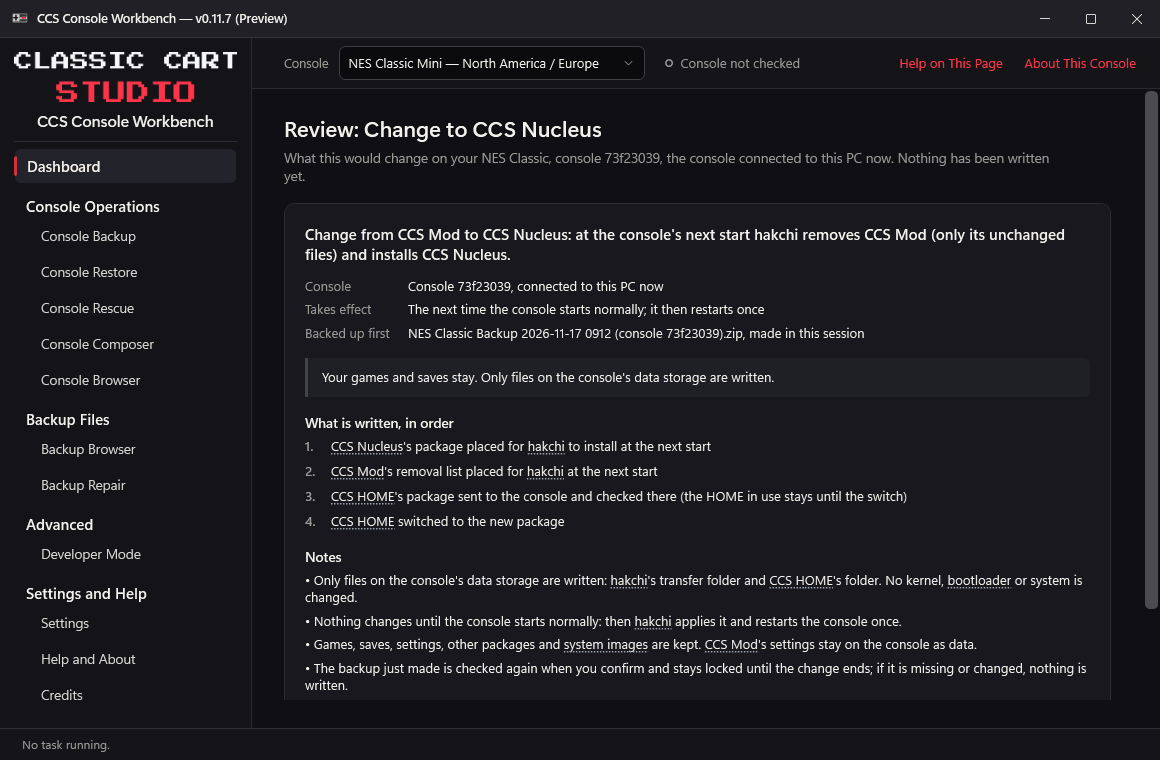 CCS Console Workbench — v0.11.7 (Preview)
CLASSIC CART
STUDIO
CCS Console Workbench
Dashboard
Console Operations
Console Backup
Console Restore
Console Rescue
Console Composer
Console Browser
Backup Files
Backup Browser
Backup Repair
Advanced
Developer Mode
Settings and Help
Settings
Help and About
Credits
Console
NES Classic Mini — North America / Europe
Console not checked
Help on This Page
About This Console
Review: Change to CCS Nucleus
What this would change on your NES Classic, console 73f23039, the console connected to this PC now. Nothing has been written
yet.
Change from CCS Mod to CCS Nucleus: at the console's next start hakchi removes CCS Mod (only its unchanged
files) and installs CCS Nucleus.
Console Console 73f23039, connected to this PC now
Takes effect The next time the console starts normally; it then restarts once
Backed up first NES Classic Backup 2026-11-17 0912 (console 73f23039).zip, made in this session
Your games and saves stay. Only files on the console's data storage are written.
What is written, in order
1. CCS Nucleus's package placed for hakchi to install at the next start
2. CCS Mod's removal list placed for hakchi at the next start
3. CCS HOME's package sent to the console and checked there (the HOME in use stays until the switch)
4. CCS HOME switched to the new package
Notes
• Only files on the console's data storage are written: hakchi's transfer folder and CCS HOME's folder. No kernel, bootloader or system is
changed.
• Nothing changes until the console starts normally: then hakchi applies it and restarts the console once.
• Games, saves, settings, other packages and system images are kept. CCS Mod's settings stay on the console as data.
• The backup just made is checked again when you confirm and stays locked until the change ends; if it is missing or changed, nothing is
written.
No task running.